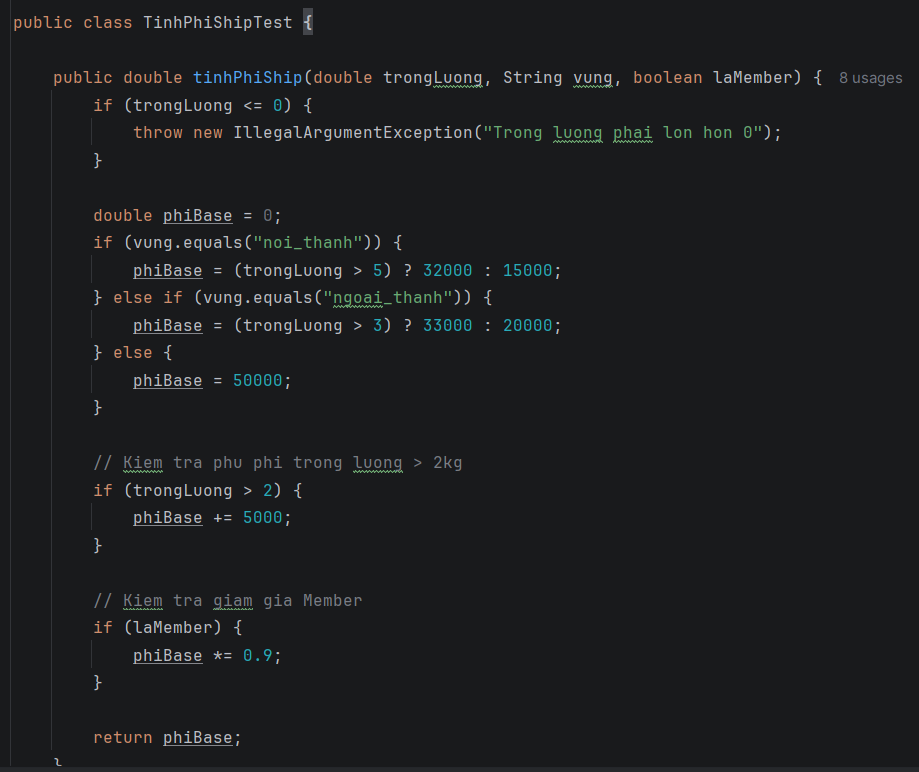 public class TinhPhiShipTest {
public double tinhPhiShip(double trongLuong, String vung, boolean laMember) { 8 usages
if (trongLuong <= 0) {
throw new IllegalArgumentException("Trong luong phai lon hon 0");
}
double phiBase = 0;
if (vung.equals("noi_thanh")) {
phiBase = (trongLuong > 5) ? 32000 : 15000;
} else if (vung.equals("ngoai_thanh")) {
phiBase = (trongLuong > 3) ? 33000 : 20000;
} else {
phiBase = 50000;
}
// Kiem tra phu phi trong luong > 2kg
if (trongLuong > 2) {
phiBase += 5000;
}
// Kiem tra giam gia Member
if (laMember) {
phiBase *= 0.9;
}
return phiBase;
}